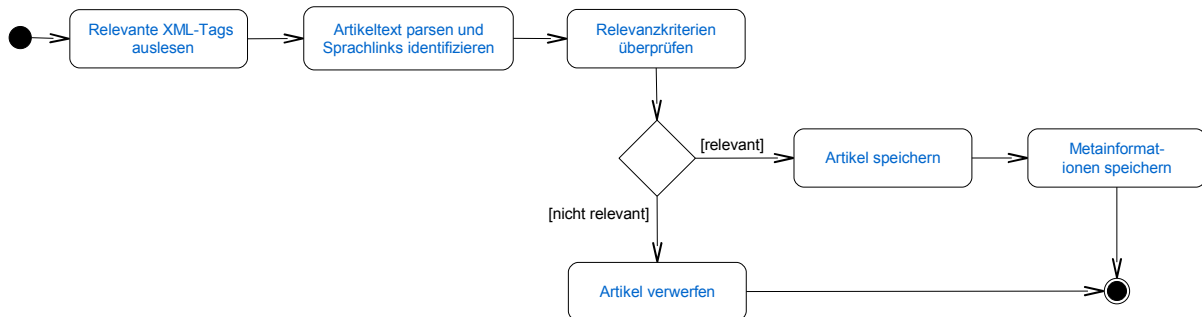 Relevante XML-Tags
auslesen
Artikeltext parsen und
Sprachlinks identifizieren
Relevanzkriterien
überprüfen
[relevant]
Artikel speichern
Metainformat-
ionen speichern
[nicht relevant]
Artikel verwerfen